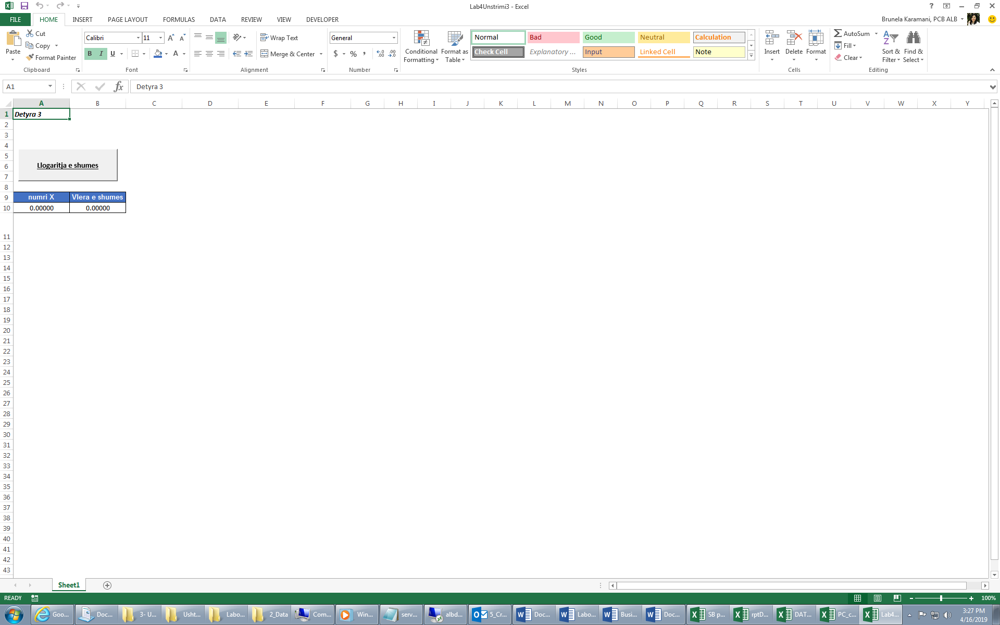 Lab4Unstrimi3 - Excel
?
FILE HOME INSERT PAGE LAYOUT FORMULAS DATA REVIEW VIEW DEVELOPER
Brunela Karamani, PCB ALB
Paste
Cut
Copy
Format Painter
Clipboard
Calibri 11
B I U
Font
Wrap Text
Merge & Center
Alignment
General
$ % ,
Number
Conditional Formatting
Format as Table
Normal Bad Good Neutral Calculation
Check Cell Explanatory ... Input Linked Cell Note
Styles
Insert Delete Format
Cells
AutoSum
Fill
Clear
Sort & Filter
Find & Select
Editing
A1
fx
Detyra 3
A B C D E F G H I J K L M N O P Q R S T U V W X Y
1 Detyra 3
2
3
4
5
6 Llogaritja e shumes
7
8
9 numri X Vlera e shumes
10 0.00000 0.00000
11
12
13
14
15
16
17
18
19
20
21
22
23
24
25
26
27
28
29
30
31
32
33
34
35
36
37
38
39
40
41
42
43
Sheet1
READY
100%
Goo... Doc... 3- U... Usht... Labo... 2_Data Com... Win... serv... albd... 5_Cr... Doc... Labo... Busi... Doc... SB p... rptD... DAT... PC_c... Lab4...
3:27 PM
4/16/2019